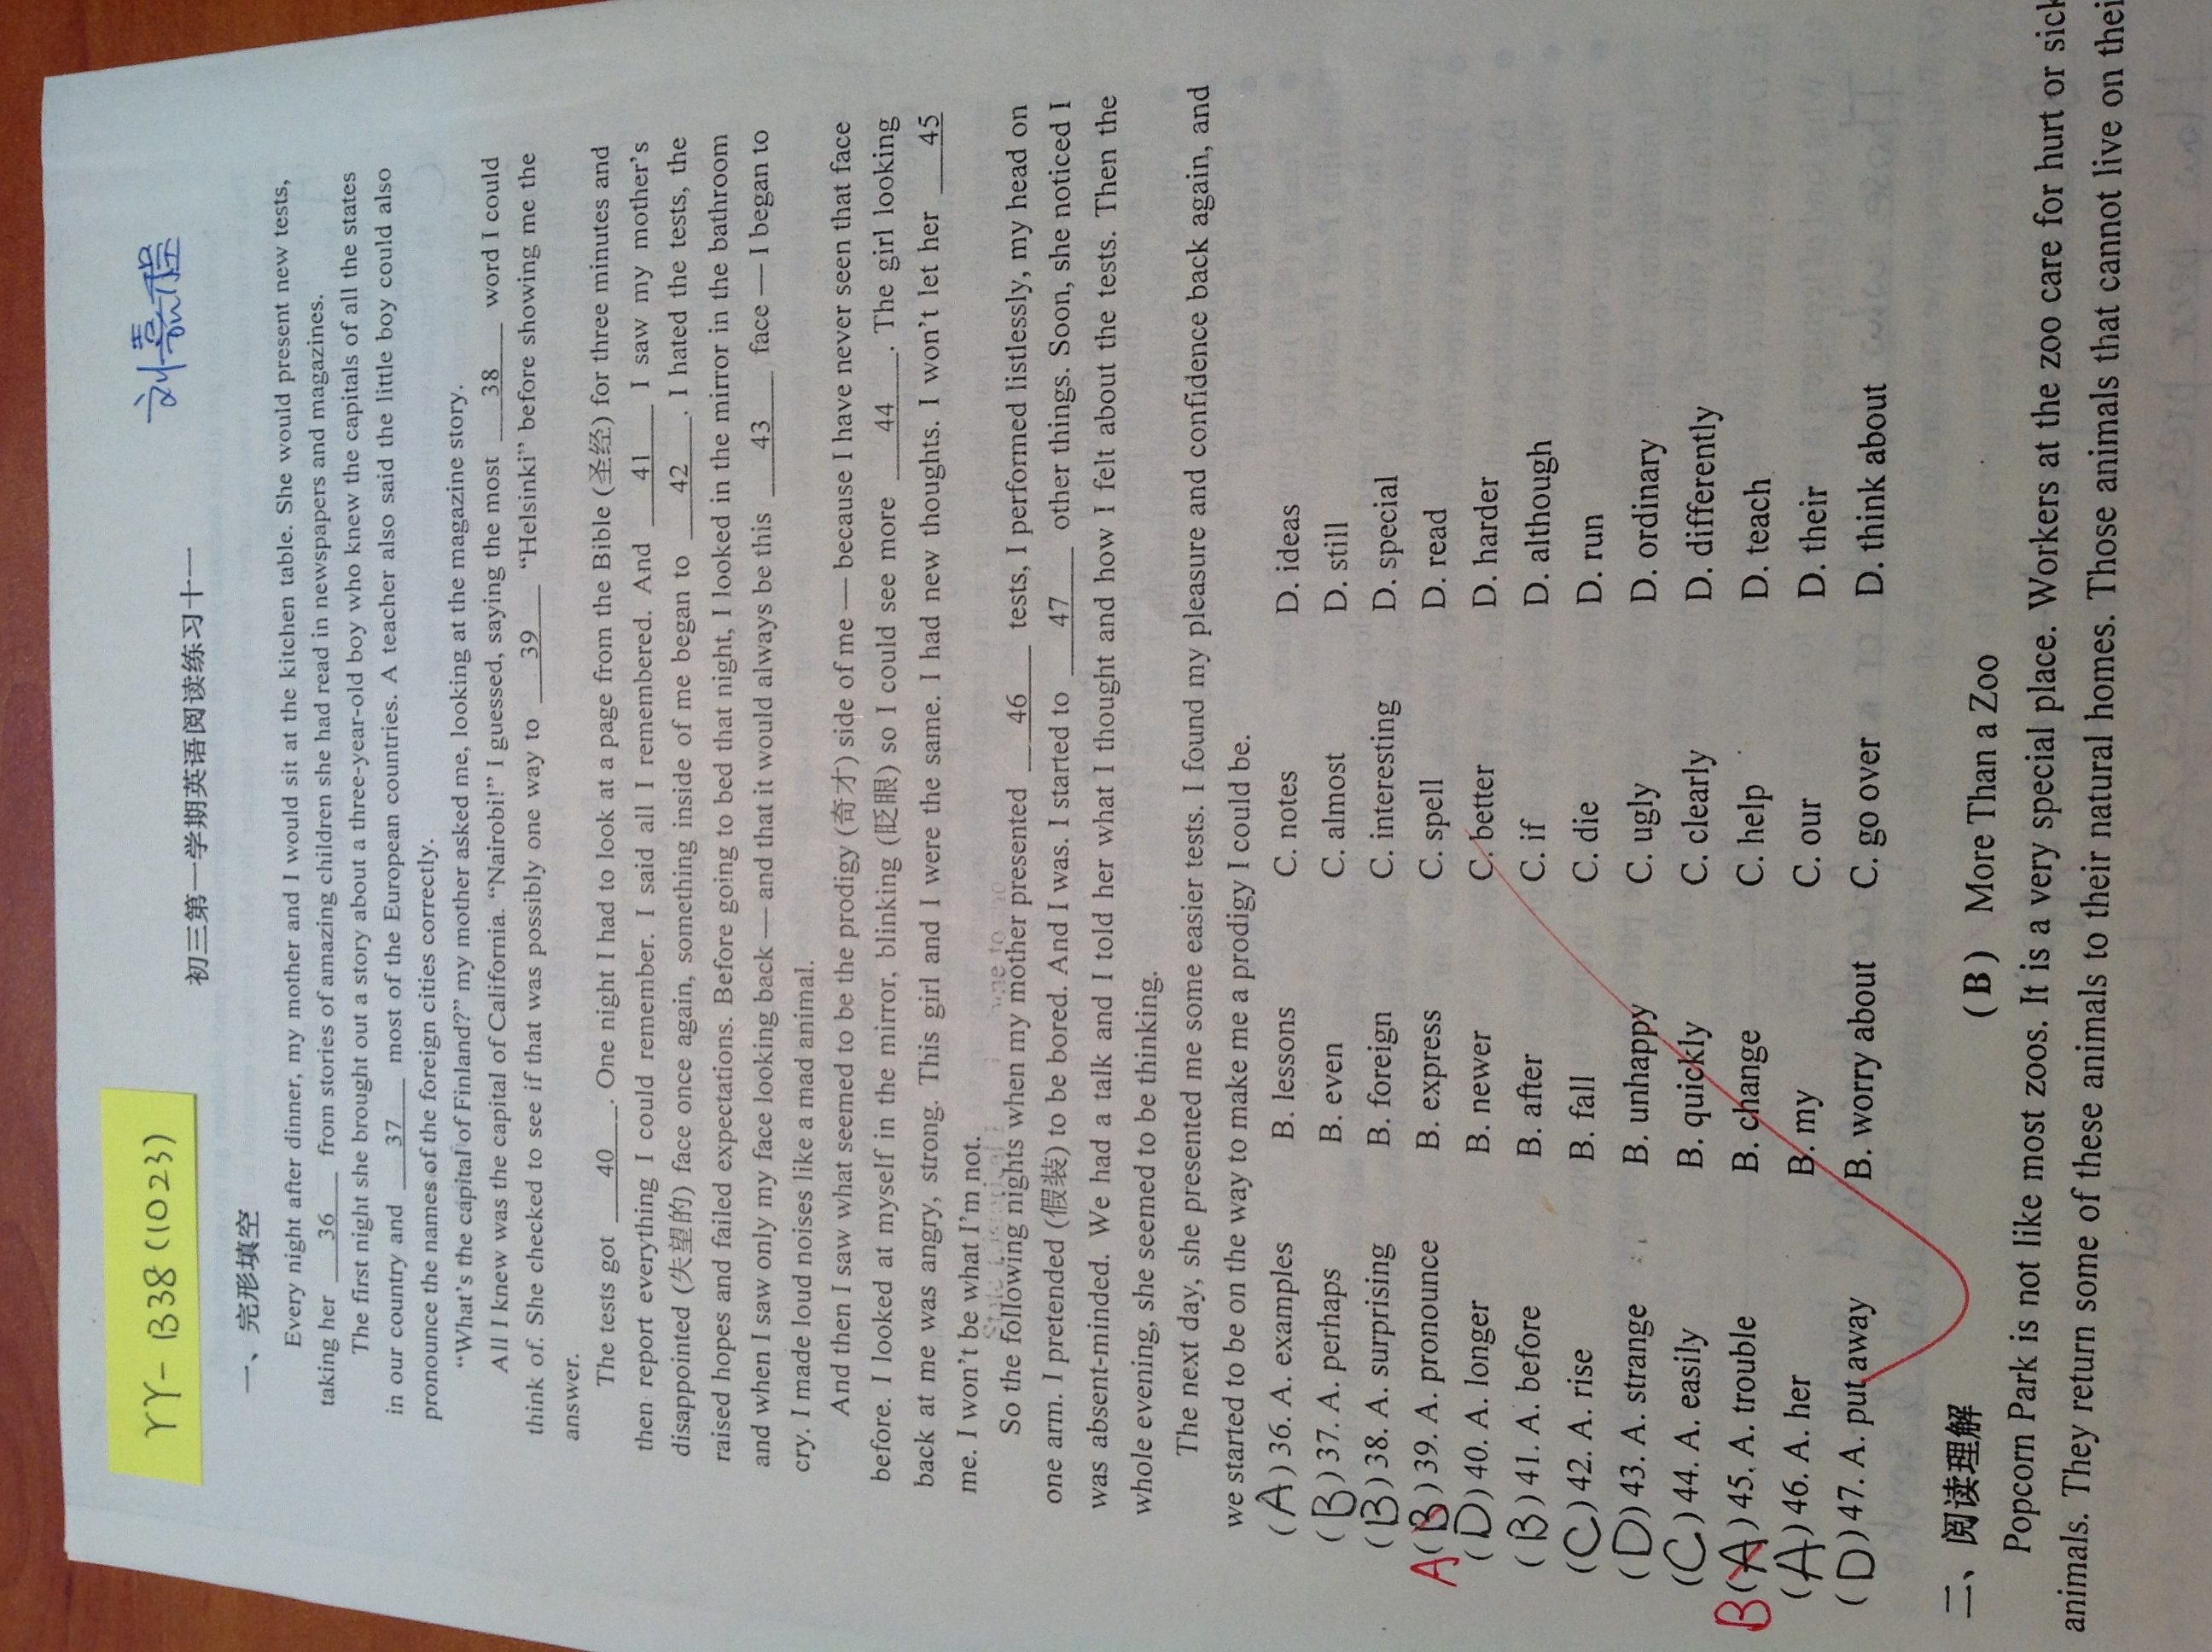 YY-B38(1023)
刘嘉程
初三第一学期英语阅读练习十一
一、完形填空
Every night after dinner, my mother and I would sit at the kitchen table. She would present new tests,
taking her 36 from stories of amazing children she had read in newspapers and magazines.
The first night she brought out a story about a three-year-old boy who knew the capitals of all the states
in our country and 37 most of the European countries. A teacher also said the little boy could also
pronounce the names of the foreign cities correctly.
“What’s the capital of Finland?” my mother asked me, looking at the magazine story.
All I knew was the capital of California. “Nairobi!” I guessed, saying the most 38 word I could
think of. She checked to see if that was possibly one way to 39 “Helsinki” before showing me the
answer.
The tests got 40 . One night I had to look at a page from the Bible (圣经) for three minutes and
then report everything I could remember. I said all I remembered. And 41 I saw my mother’s
disappointed (失望的) face once again, something inside of me began to 42 . I hated the tests, the
raised hopes and failed expectations. Before going to bed that night, I looked in the mirror in the bathroom
and when I saw only my face looking back — and that it would always be this 43 face — I began to
cry. I made loud noises like a mad animal.
And then I saw what seemed to be the prodigy (奇才) side of me — because I have never seen that face
before. I looked at myself in the mirror, blinking (眨眼) so I could see more 44 . The girl looking
back at me was angry, strong. This girl and I were the same. I had new thoughts. I won’t let her 45
me. I won’t be what I’m not.
So the following nights when my mother presented 46 tests, I performed listlessly, my head on
one arm. I pretended (假装) to be bored. And I was. I started to 47 other things. Soon, she noticed I
was absent-minded. We had a talk and I told her what I thought and how I felt about the tests. Then the
whole evening, she seemed to be thinking.
The next day, she presented me some easier tests. I found my pleasure and confidence back again, and
we started to be on the way to make me a prodigy I could be.
(A) 36. A. examples B. lessons C. notes D. ideas
(B) 37. A. perhaps B. even C. almost D. still
(B) 38. A. surprising B. foreign C. interesting D. special
A (B) 39. A. pronounce B. express C. spell D. read
(D) 40. A. longer B. newer C. better D. harder
(B) 41. A. before B. after C. if D. although
(C) 42. A. rise B. fall C. die D. run
(D) 43. A. strange B. unhappy C. ugly D. ordinary
(C) 44. A. easily B. quickly C. clearly D. differently
B (A) 45. A. trouble B. change C. help D. teach
(A) 46. A. her B. my C. our D. their
(D) 47. A. put away B. worry about C. go over D. think about
二、阅读理解
(B) More Than a Zoo
Popcorn Park is not like most zoos. It is a very special place. Workers at the zoo care for hurt or sick
animals. They return some of these animals to their natural homes. Those animals that cannot live on thei